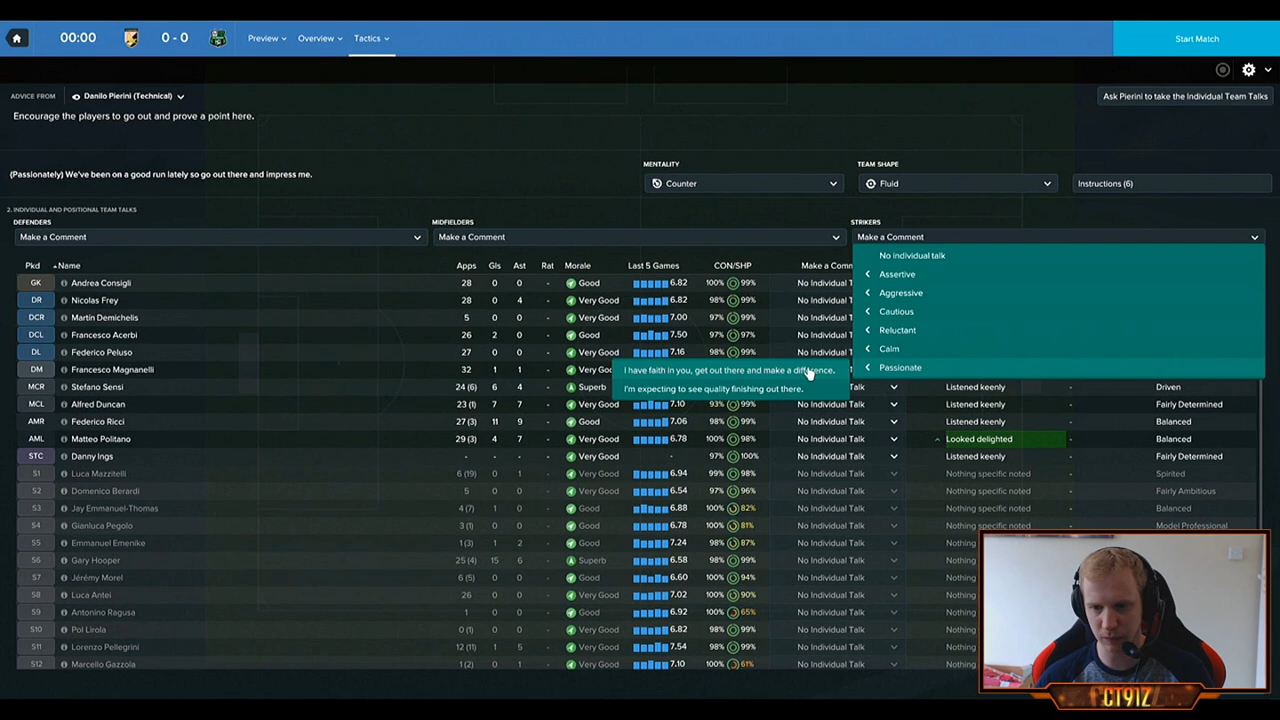 00:00 0 - 0 Preview Overview Tactics Start Match
ADVICE FROM Danilo Pierini (Technical) Ask Pierini to take the Individual Team Talks
Encourage the players to go out and prove a point here.
MENTALITY TEAM SHAPE
(Passionately) We've been on a good run lately so go out there and impress me. Counter Fluid Instructions (6)
2. INDIVIDUAL AND POSITIONAL TEAM TALKS
DEFENDERS MIDFIELDERS STRIKERS
Make a Comment Make a Comment Make a Comment
No individual talk
Pkd Name Apps Gls Ast Rat Morale Last 5 Games CON/SHP Make a Com
Assertive
GK Andrea Consigli 28 0 0 - Good 6.82 100% 99% No Individual T
Aggressive
DR Nicolas Frey 28 0 4 - Very Good 6.82 98% 99% No Individual T
Cautious
DCR Martín Demichelis 5 0 0 - Very Good 7.00 97% 99% No Individual T
Reluctant
DCL Francesco Acerbi 26 2 0 - Good 7.50 97% 97% No Individual T
Calm
DL Federico Peluso 27 0 0 - Very Good 7.16 98% 99% No Individual T
Passionate
DM Francesco Magnanelli 32 1 1 - Very G
I have faith in you, get out there and make a difference.
I'm expecting to see quality finishing out there.
MCR Stefano Sensi 24 (6) 6 4 - Superb Talk Listened keenly - Driven
MCL Alfred Duncan 23 (1) 7 7 - Very Good 7.10 93% 99% No Individual Talk Listened keenly - Fairly Determined
AMR Federico Ricci 27 (3) 11 9 - Good 7.06 98% 99% No Individual Talk Listened keenly - Balanced
AML Matteo Politano 29 (3) 4 7 - Very Good 6.78 100% 98% No Individual Talk Looked delighted - Balanced
STC Danny Ings - - - - Very Good - 97% 100% No Individual Talk Listened keenly - Fairly Determined
S1 Luca Mazzitelli 6 (19) 0 1 - Very Good 6.94 99% 98% No Individual Talk Nothing specific noted - Spirited
S2 Domenico Berardi 5 0 0 - Very Good 6.54 97% 96% No Individual Talk Nothing specific noted - Fairly Ambitious
S3 Jay Emmanuel-Thomas 4 (7) 1 0 - Good 6.88 100% 82% No Individual Talk Nothing specific noted - Balanced
S4 Gianluca Pegolo 3 (1) 0 0 - Good 6.78 100% 81% No Individual Talk Nothing specific noted - Model Professional
S5 Emmanuel Emenike 1 (3) 1 2 - Good 7.24 98% 87% No Individual Talk Nothing
S6 Gary Hooper 25 (4) 15 6 - Superb 6.58 98% 99% No Individual Talk Nothing
S7 Jérémy Morel 6 (5) 0 0 - Good 6.60 100% 94% No Individual Talk Nothing
S8 Luca Antei 26 0 0 - Very Good 7.02 100% 90% No Individual Talk Nothing
S9 Antonino Ragusa 1 0 0 - Good 6.92 100% 65% No Individual Talk Nothing
S10 Pol Lirola 0 (1) 0 0 - Very Good 6.82 98% 99% No Individual Talk Nothing
S11 Lorenzo Pellegrini 12 (11) 1 5 - Very Good 7.54 98% 99% No Individual Talk Nothing
S12 Marcello Gazzola 1 (2) 0 1 - Very Good 7.10 100% 61% No Individual Talk Nothing
CT91Z